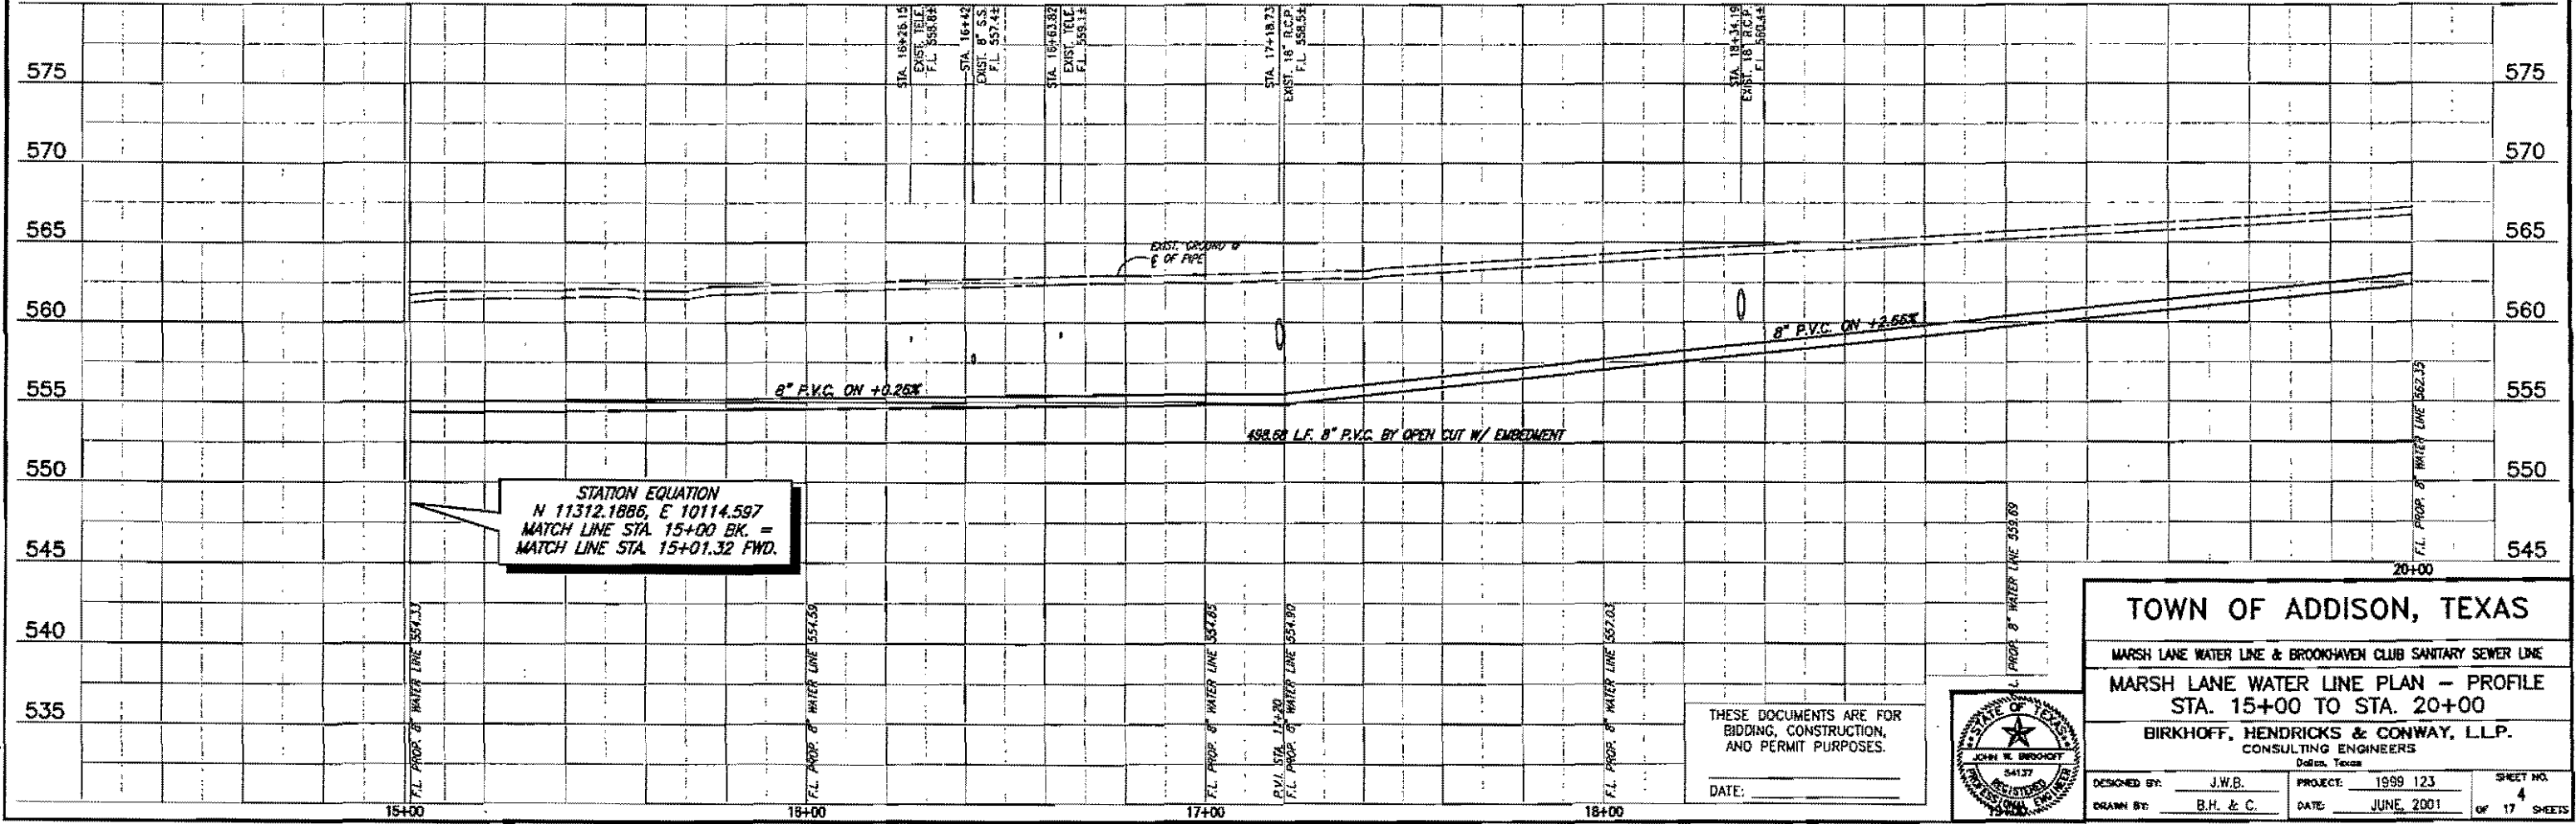 STA. 16+26.15
EXIST. TELE.
F.L. 558.8±
STA. 16+42
EXIST. 8" S.S.
F.L. 557.4±
STA. 16+63.82
EXIST. TELE.
F.L. 559.1±
STA. 17+18.73
EXIST. 18" R.C.P.
F.L. 558.5±
STA. 18+34.19
EXIST. 18" R.C.P.
F.L. 560.4±
575
575
570
570
565
565
EXIST. GROUND @
℄ OF PIPE
560
560
8" P.V.C. ON +2.66%
555
555
8" P.V.C. ON +0.26%
498.68 L.F. 8" P.V.C. BY OPEN CUT W/ EMBEDMENT
550
550
STATION EQUATION
N 11312.1886, E 10114.597
MATCH LINE STA. 15+00 BK. =
MATCH LINE STA. 15+01.32 FWD.
545
545
540
535
F.L. PROP. 8" WATER LINE 554.33
F.L. PROP. 8" WATER LINE 554.59
F.L. PROP. 8" WATER LINE 554.85
P.V.I. STA. 17+20
F.L. PROP. 8" WATER LINE 554.90
F.L. PROP. 8" WATER LINE 557.03
F.L. PROP. 8" WATER LINE 559.69
F.L. PROP. 8" WATER LINE 562.35
15+00
16+00
17+00
18+00
20+00
THESE DOCUMENTS ARE FOR
BIDDING, CONSTRUCTION,
AND PERMIT PURPOSES.
DATE:
STATE OF TEXAS
JOHN W. BIRKHOFF
54137
REGISTERED
PROFESSIONAL ENGINEER
TOWN OF ADDISON, TEXAS
MARSH LANE WATER LINE & BROOKHAVEN CLUB SANITARY SEWER LINE
MARSH LANE WATER LINE PLAN - PROFILE
STA. 15+00 TO STA. 20+00
BIRKHOFF, HENDRICKS & CONWAY, L.L.P.
CONSULTING ENGINEERS
Dallas, Texas
DESIGNED BY: J.W.B. PROJECT: 1999 123 SHEET NO.
4
DRAWN BY: B.H. & C. DATE: JUNE, 2001 OF 17 SHEETS